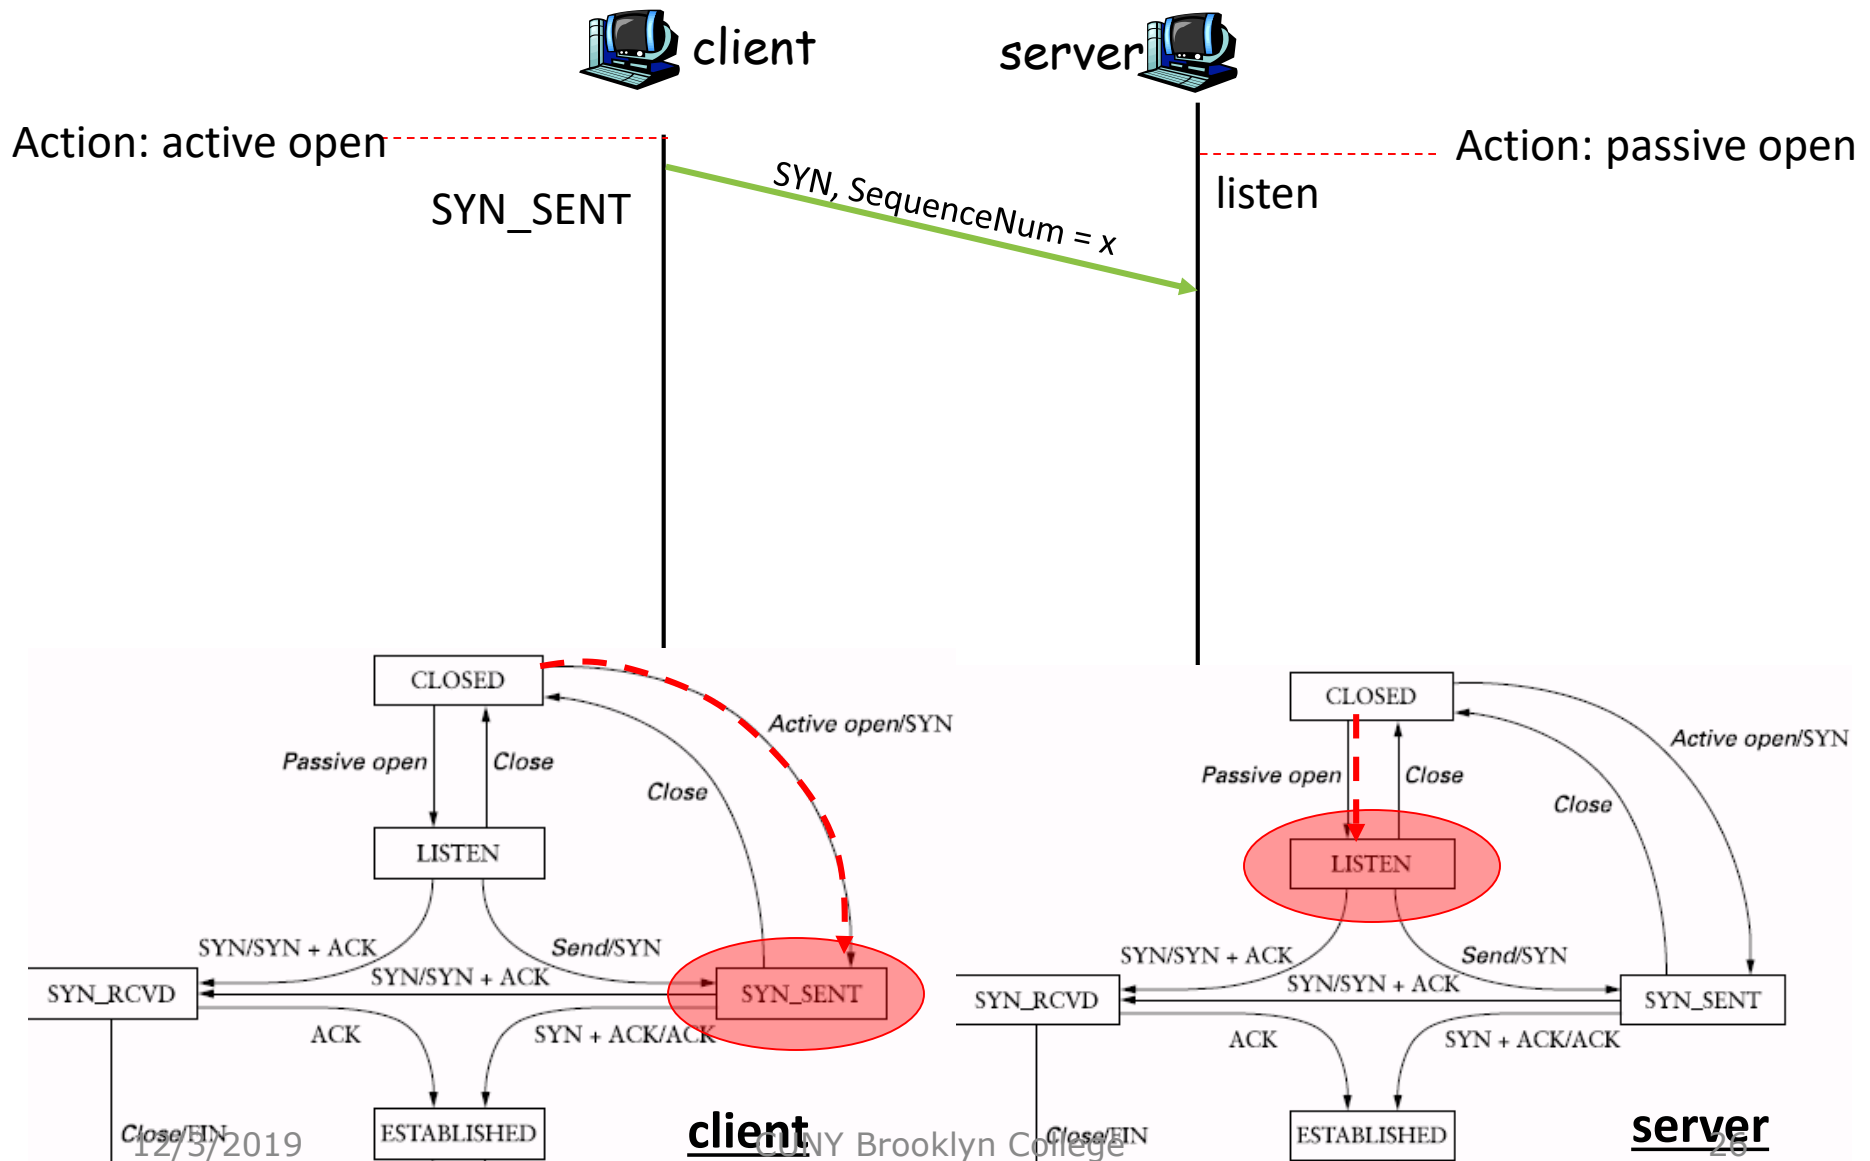 client
server
Action: active open
Action: passive open
SYN_SENT
SYN, SequenceNum = x
listen
CLOSED
Active open/SYN
Passive open
Close
Close
LISTEN
SYN/SYN + ACK
Send/SYN
SYN/SYN + ACK
SYN_RCVD
SYN_SENT
ACK
SYN + ACK/ACK
Close/FIN
ESTABLISHED
client
CLOSED
Active open/SYN
Passive open
Close
Close
LISTEN
SYN/SYN + ACK
Send/SYN
SYN/SYN + ACK
SYN_RCVD
SYN_SENT
ACK
SYN + ACK/ACK
Close/FIN
ESTABLISHED
server
12/3/2019
CUNY Brooklyn College
26